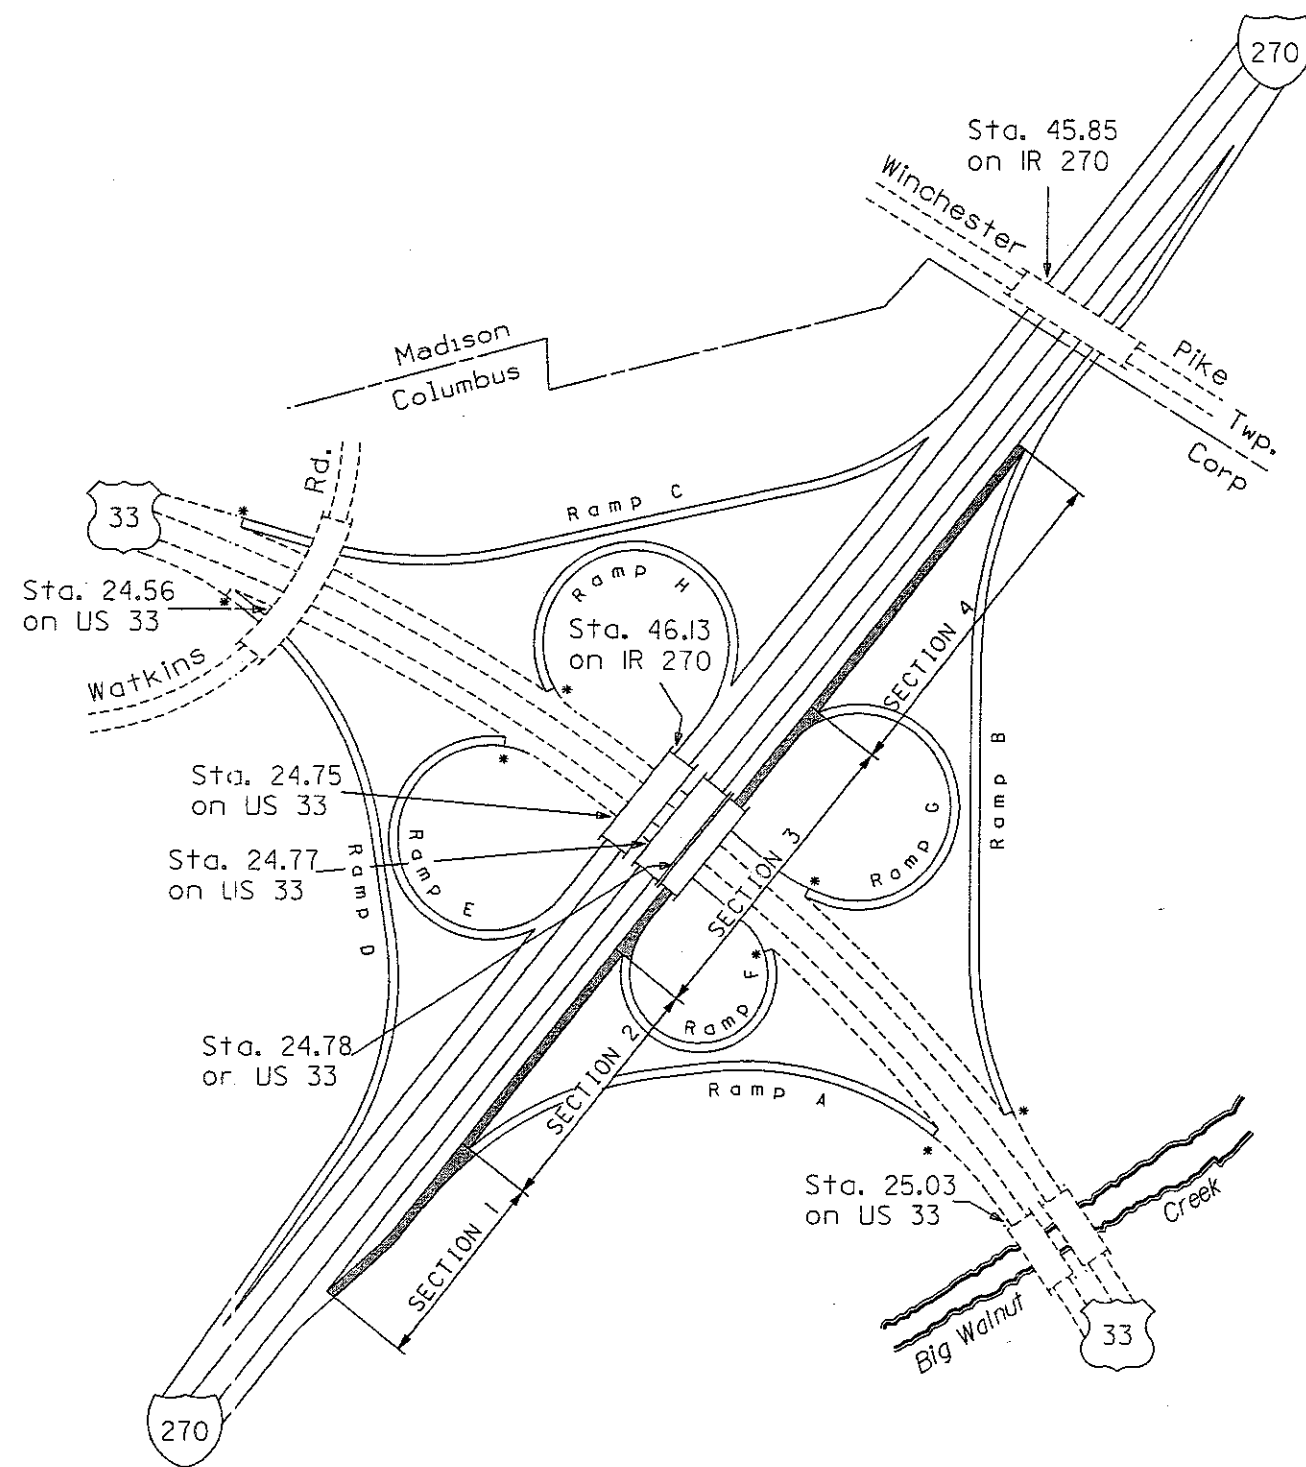 270
Sta. 45.85
on IR 270
Winchester
Pike
Twp.
Corp
Madison
Columbus
Rd.
33
Ramp C
Sta. 24.56
on US 33
Watkins
Ramp H
Sta. 46.13
on IR 270
SECTION 4
Ramp B
Sta. 24.75
on US 33
Ramp G
SECTION 3
Sta. 24.77
on US 33
Ramp E
Ramp D
Ramp F
Sta. 24.78
or. US 33
SECTION 2
Ramp A
Sta. 25.03
on US 33
Creek
SECTION 1
Big Walnut
33
270